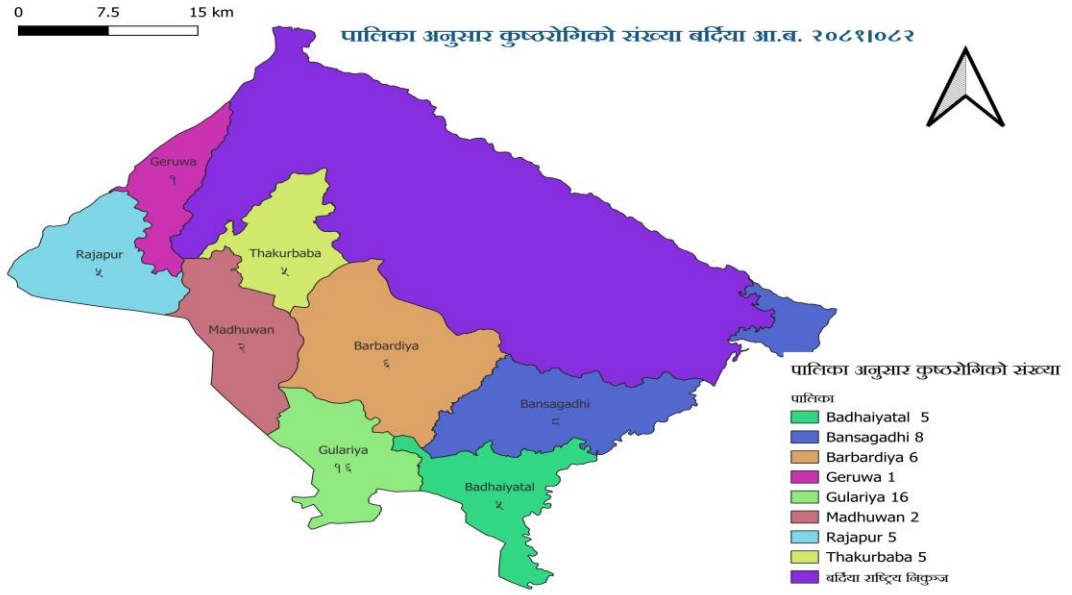 0 7.5 15 km
पालिका अनुसार कुष्ठरोगिको संख्या बर्दिया आ.ब. २०८१।०८२
Geruwa
१
Rajapur
५
Thakurbaba
५
Madhuwan
२
Barbardiya
६
Bansagadhi
८
Gulariya
१६
Badhaiyatal
५
पालिका अनुसार कुष्ठरोगिको संख्या
पालिका
Badhaiyatal 5
Bansagadhi 8
Barbardiya 6
Geruwa 1
Gulariya 16
Madhuwan 2
Rajapur 5
Thakurbaba 5
बर्दिया राष्ट्रिय निकुञ्ज